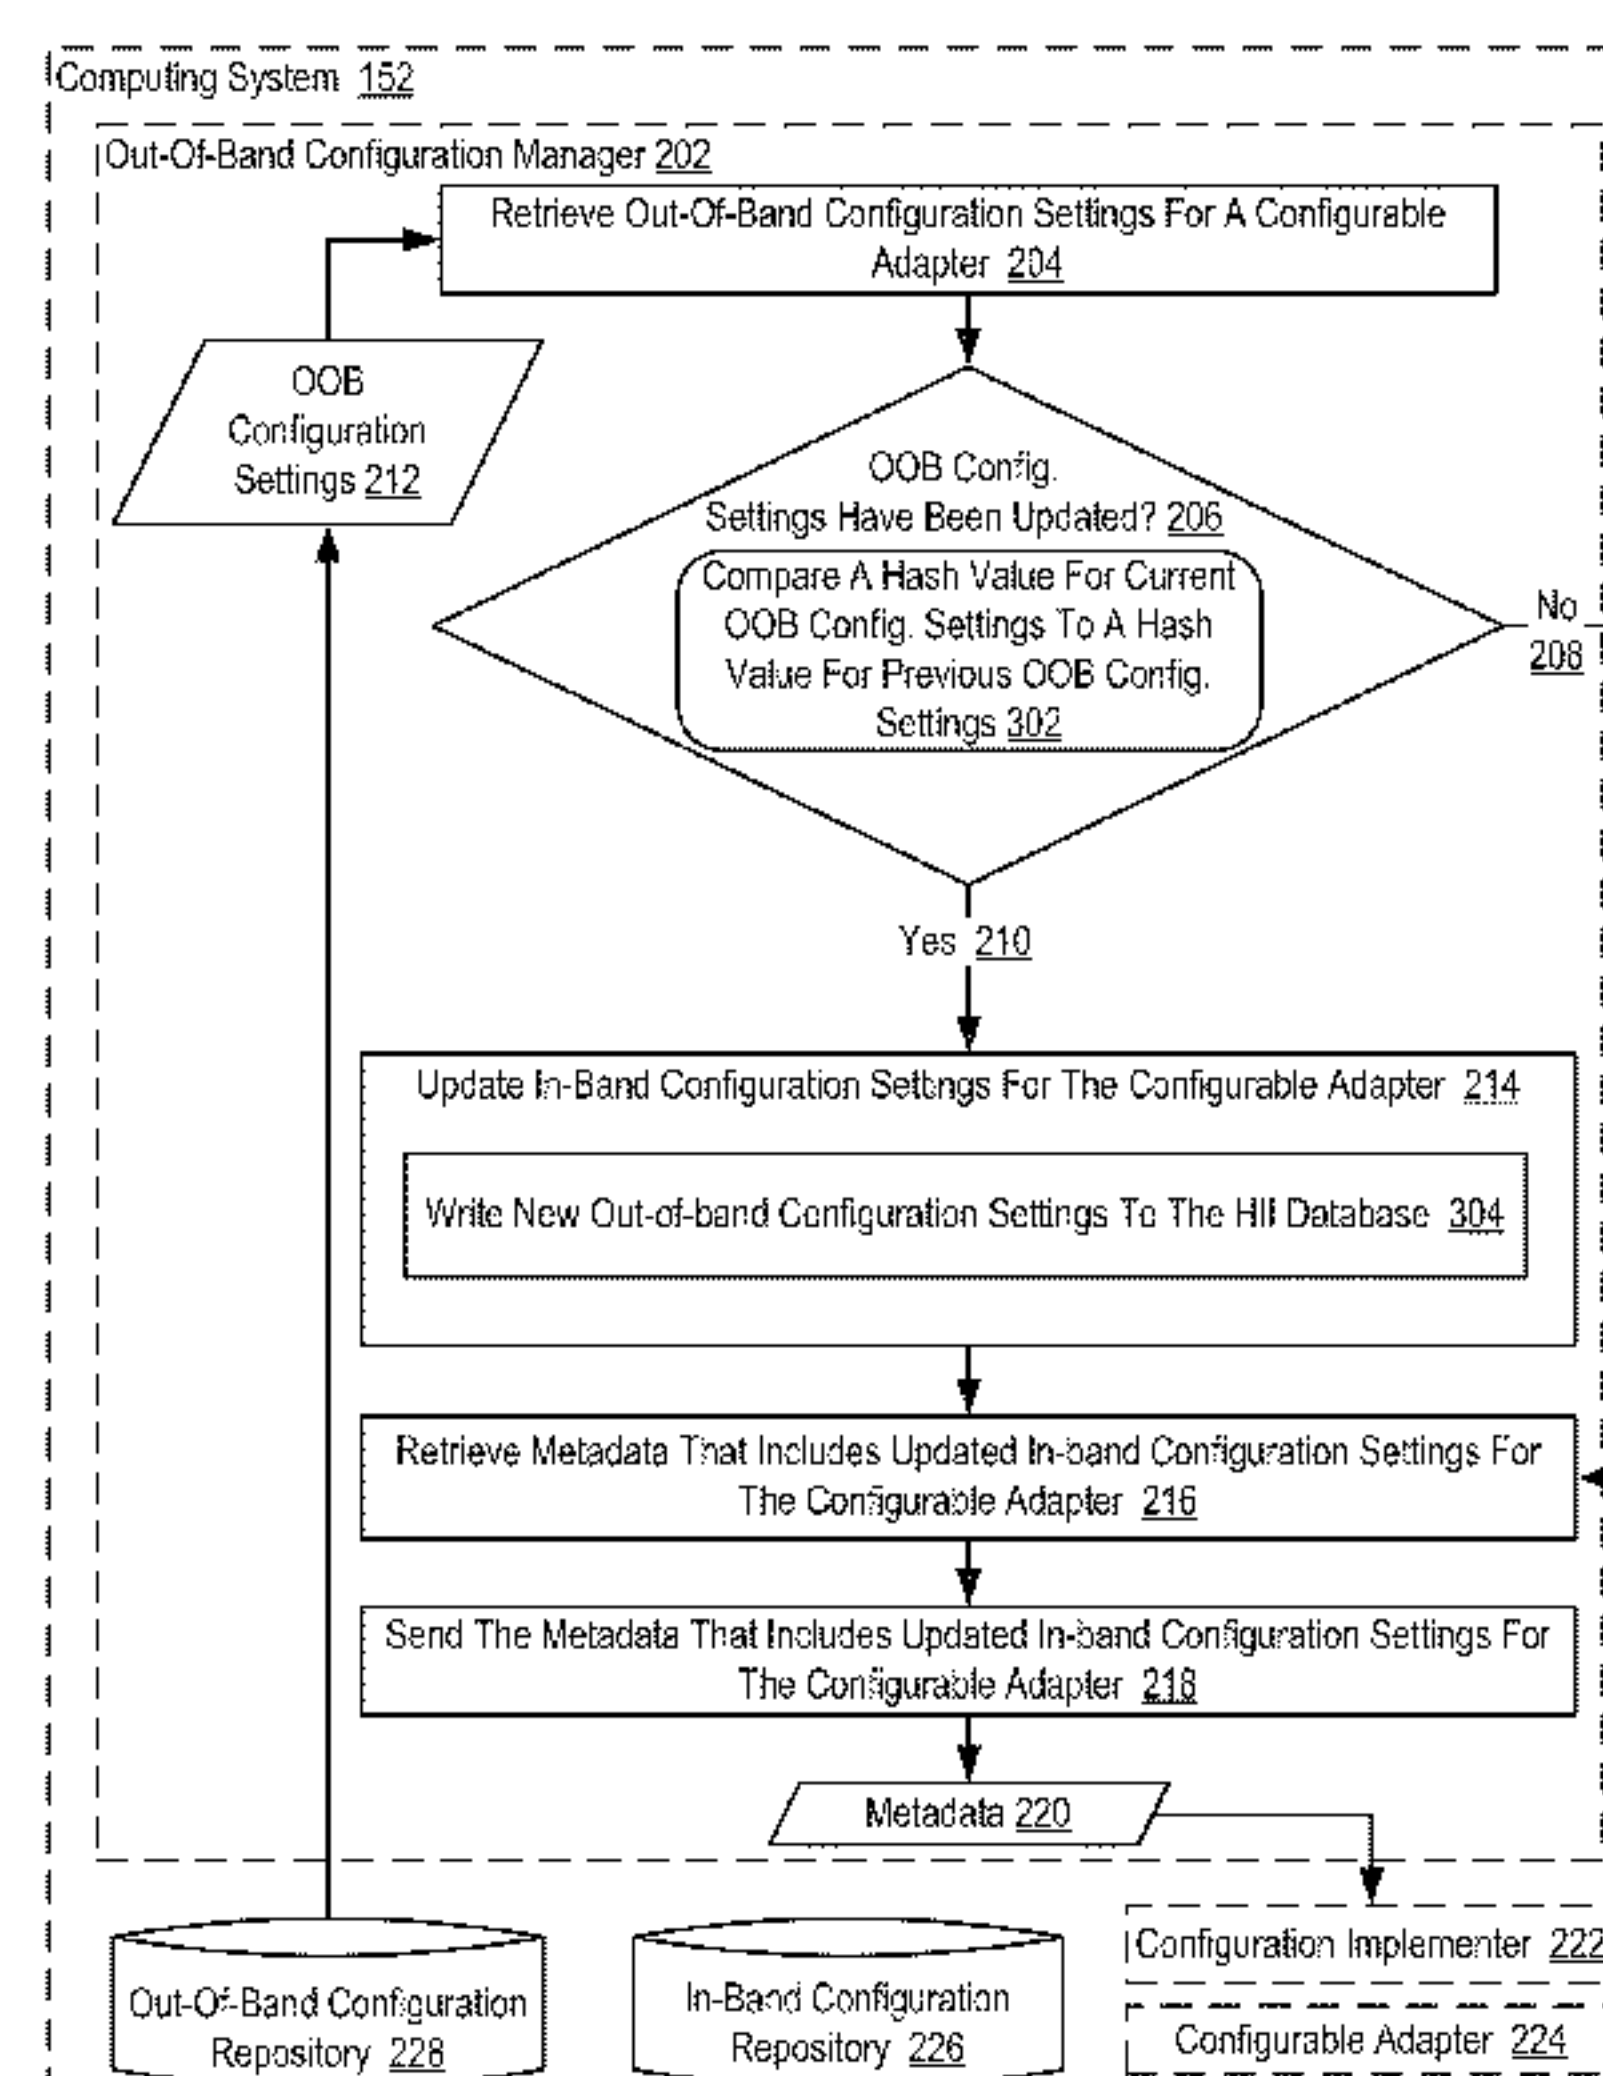 Computing System 152
Out-Of-Band Configuration Manager 202
Retrieve Out-Of-Band Configuration Settings For A Configurable
Adapter 204
OOB
Configuration
Settings 212
OOB Config.
Settings Have Been Updated? 206
Compare A Hash Value For Current
OOB Config. Settings To A Hash
Value For Previous OOB Config.
Settings 302
No
208
Yes 210
Update In-Band Configuration Settings For The Configurable Adapter 214
Write New Out-of-band Configuration Settings To The HII Database 304
Retrieve Metadata That Includes Updated In-band Configuration Settings For
The Configurable Adapter 216
Send The Metadata That Includes Updated In-band Configuration Settings For
The Configurable Adapter 218
Metadata 220
Configuration Implementer 222
Out-Of-Band Configuration
Repository 228
In-Band Configuration
Repository 226
Configurable Adapter 224